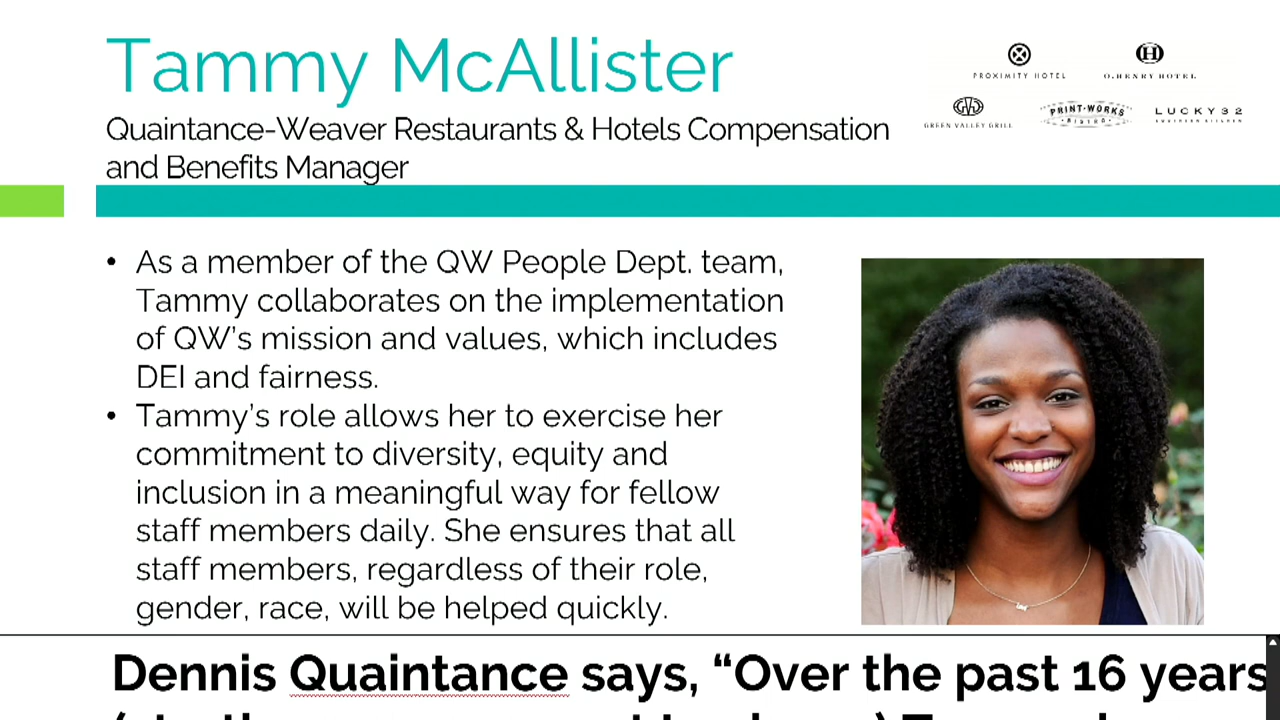 Tammy McAllister
PROXIMITY HOTEL
O.HENRY HOTEL
Quaintance-Weaver Restaurants & Hotels Compensation
and Benefits Manager
GREEN VALLEY GRILL
PRINT·WORKS
BISTRO
LUCKY32
SOUTHERN KITCHEN
• As a member of the QW People Dept. team,
Tammy collaborates on the implementation
of QW's mission and values, which includes
DEI and fairness.
• Tammy's role allows her to exercise her
commitment to diversity, equity and
inclusion in a meaningful way for fellow
staff members daily. She ensures that all
staff members, regardless of their role,
gender, race, will be helped quickly.
Dennis Quaintance says, “Over the past 16 years